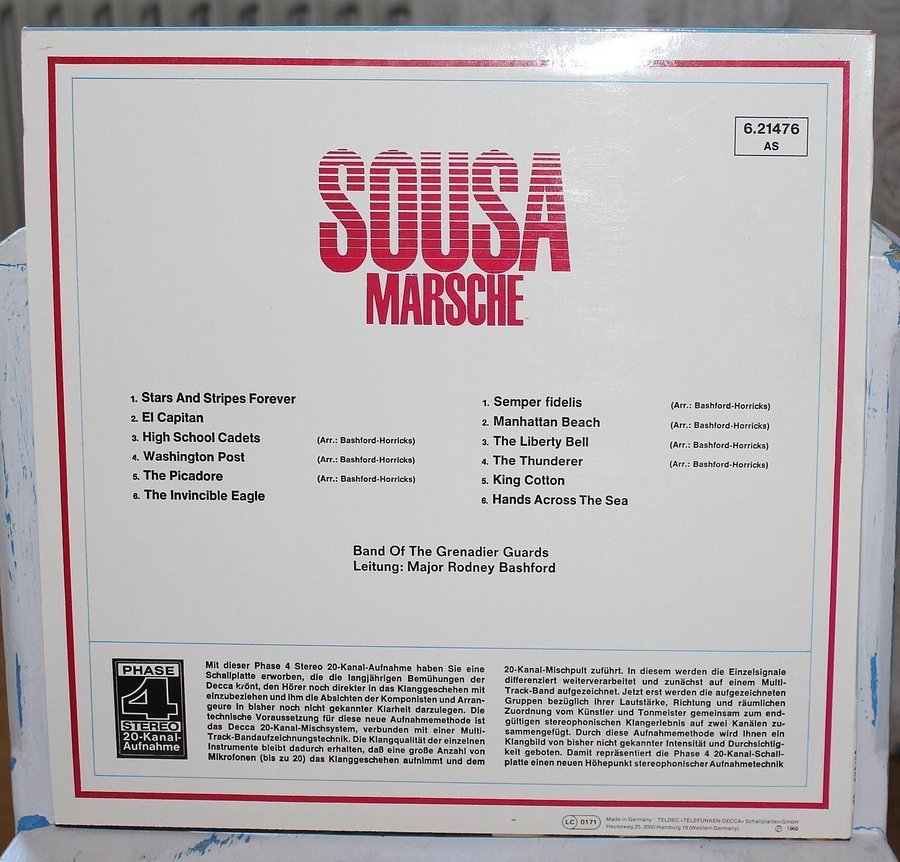 6.21476
AS
SOUSA
MÄRSCHE
1. Stars And Stripes Forever
2. El Capitan
3. High School Cadets (Arr.: Bashford-Horricks)
4. Washington Post (Arr.: Bashford-Horricks)
5. The Picadore (Arr.: Bashford-Horricks)
6. The Invincible Eagle
1. Semper fidelis (Arr.: Bashford-Horricks)
2. Manhattan Beach (Arr.: Bashford-Horricks)
3. The Liberty Bell (Arr.: Bashford-Horricks)
4. The Thunderer (Arr.: Bashford-Horricks)
5. King Cotton
6. Hands Across The Sea
Band Of The Grenadier Guards
Leitung: Major Rodney Bashford
PHASE
4
STEREO
20-Kanal-
Aufnahme
Mit dieser Phase 4 Stereo 20-Kanal-Aufnahme haben Sie eine
Schallplatte erworben, die die langjährigen Bemühungen der
Decca krönt, den Hörer noch direkter in das Klanggeschehen mit
einzubeziehen und ihm die Absichten der Komponisten und Arran-
geure in bisher noch nicht gekannter Klarheit darzulegen. Die
technische Voraussetzung für diese neue Aufnahmemethode ist
das Decca 20-Kanal-Mischsystem, verbunden mit einer Multi-
Track-Bandaufzeichnungstechnik. Die Klangqualität der einzelnen
Instrumente bleibt dadurch erhalten, daß eine große Anzahl von
Mikrofonen (bis zu 20) das Klanggeschehen aufnimmt und dem
20-Kanal-Mischpult zuführt. In diesem werden die Einzelsignale
differenziert weiterverarbeitet und zunächst auf einem Multi-
Track-Band aufgezeichnet. Jetzt erst werden die aufgezeichneten
Gruppen bezüglich ihrer Lautstärke, Richtung und räumlichen
Zuordnung vom Künstler und Tonmeister gemeinsam zum end-
gültigen stereophonischen Klangerlebnis auf zwei Kanälen zu-
sammengefügt. Durch diese Aufnahmemethode wird Ihnen ein
Klangbild von bisher nicht gekannter Intensität und Durchsichtig-
keit geboten. Damit repräsentiert die Phase 4 20-Kanal-Schall-
platte einen neuen Höhepunkt stereophonischer Aufnahmetechnik
LC 0171
Made in Germany · TELDEC »TELEFUNKEN-DECCA« Schallplatten-GmbH
Heussweg 25, 2000 Hamburg 19 (Western Germany) Ⓟ 1968